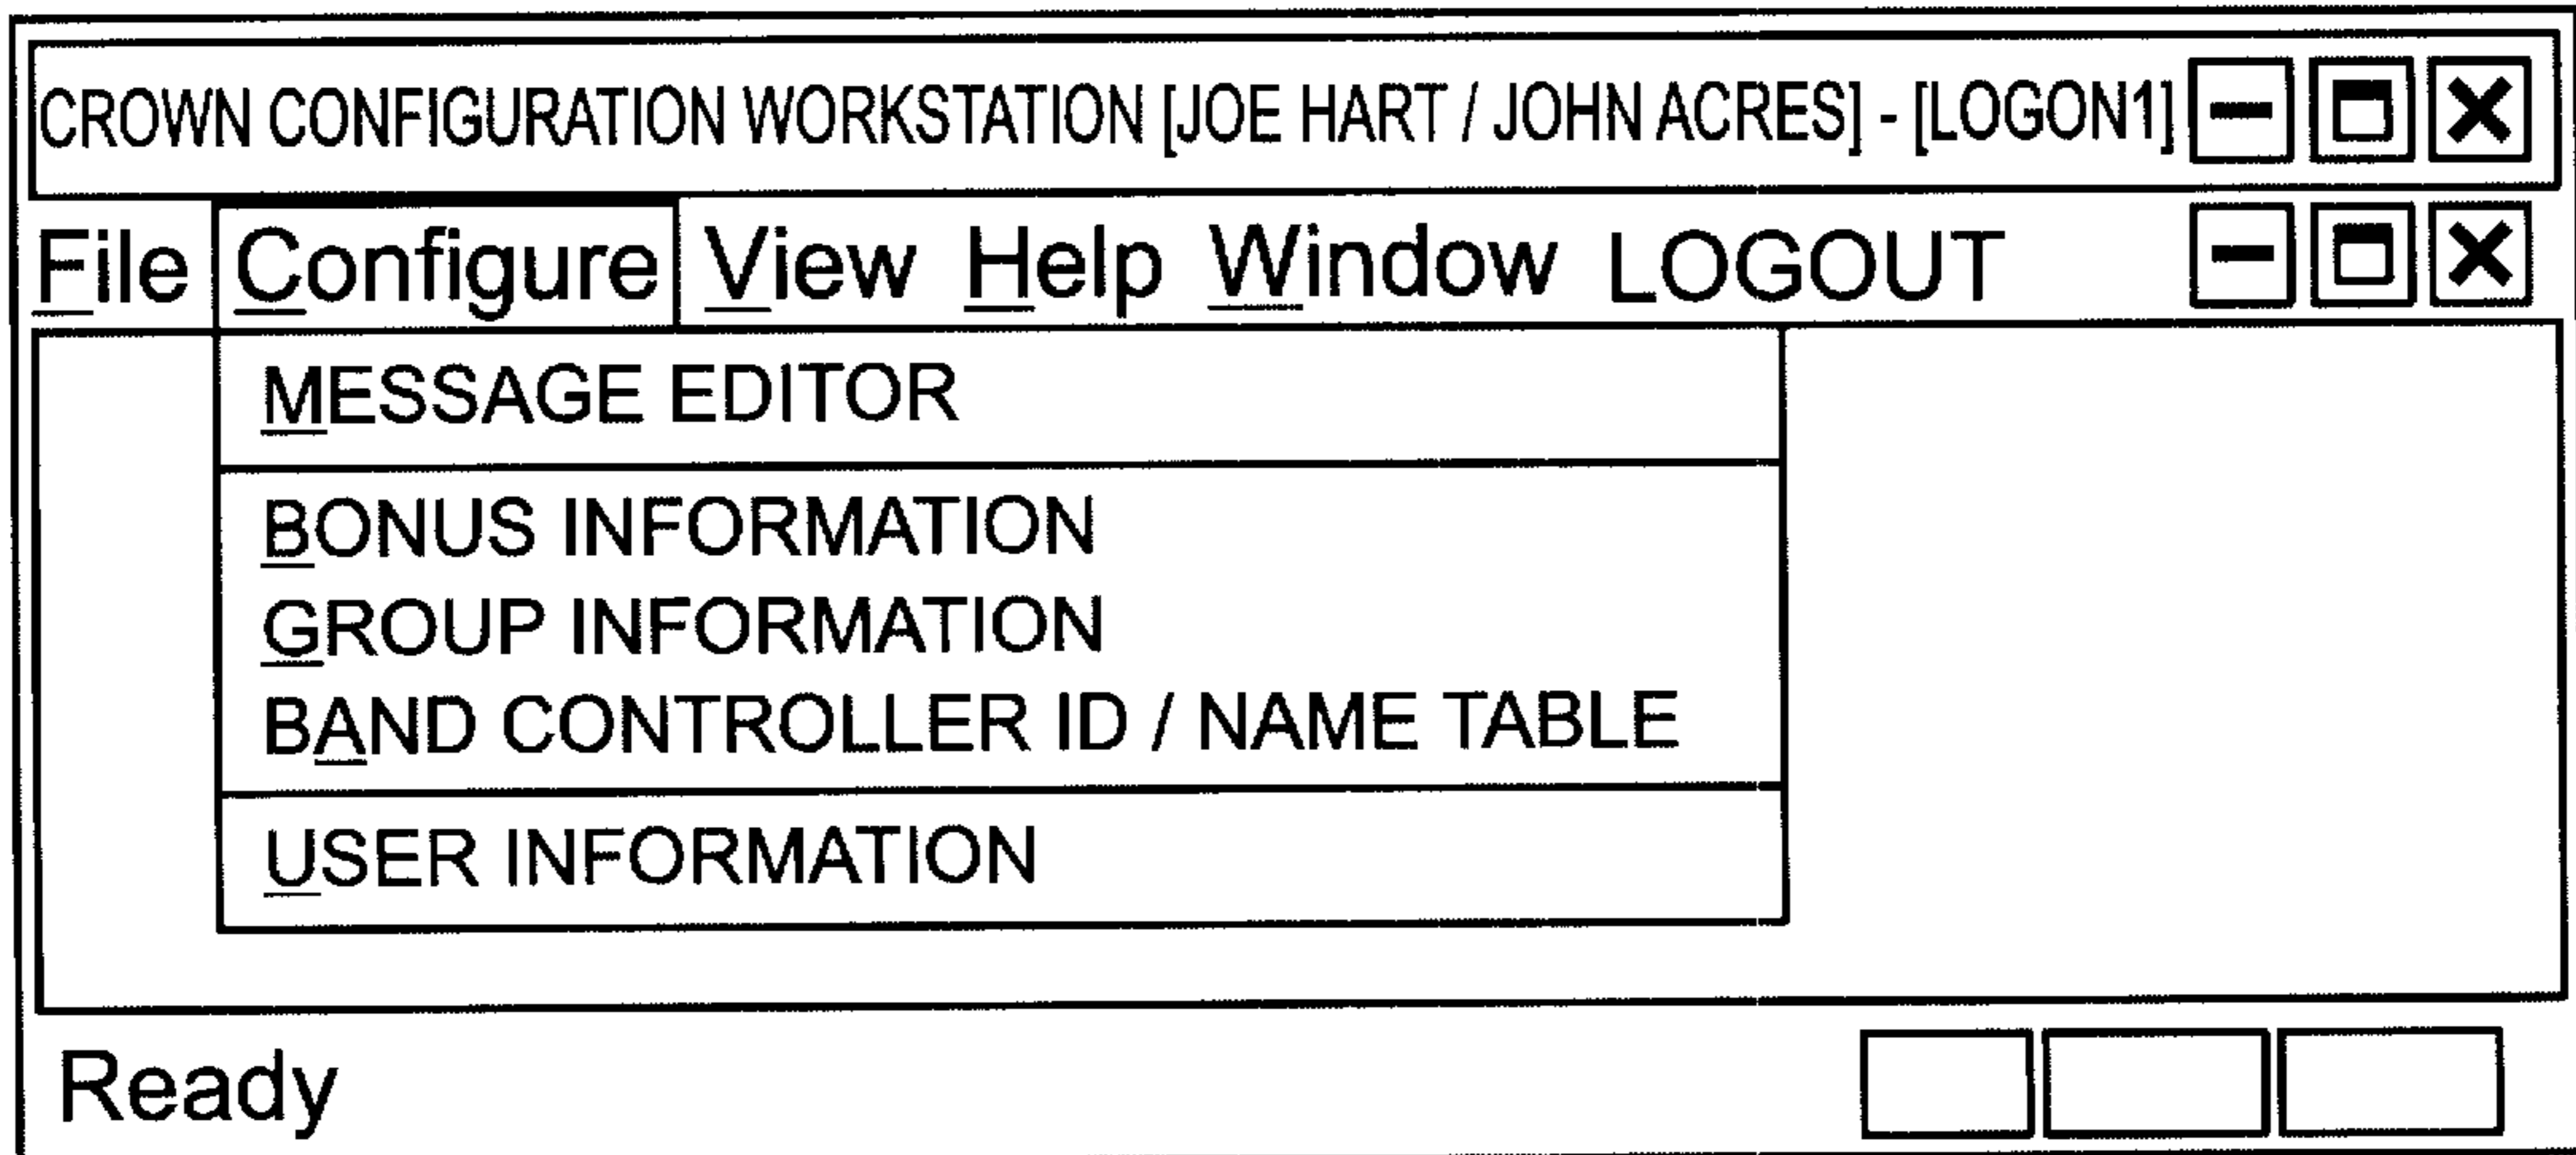 CROWN CONFIGURATION WORKSTATION [JOE HART / JOHN ACRES] - [LOGON1]
File Configure View Help Window LOGOUT
MESSAGE EDITOR
BONUS INFORMATION
GROUP INFORMATION
BAND CONTROLLER ID / NAME TABLE
USER INFORMATION
Ready